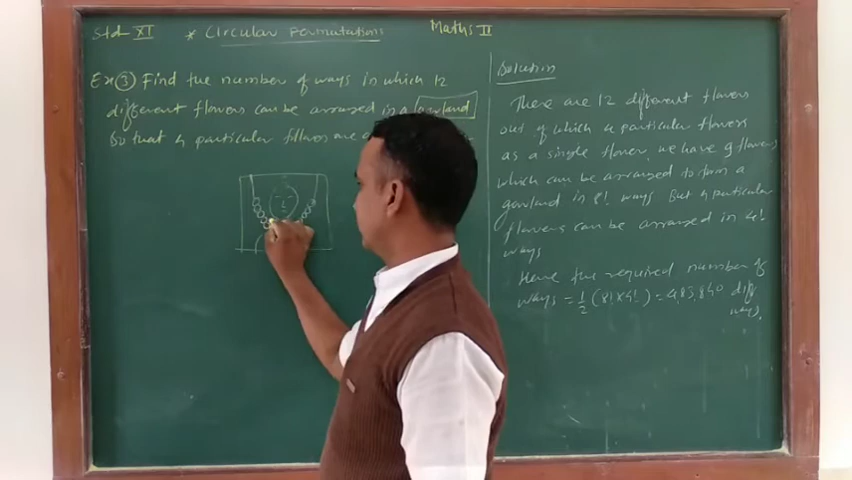 Std XI * Circular Permutations Maths II
Ex ③ Find the number of ways in which 12
different flowers can be arranged in a garland
so that 4 particular flowers are
Solution
There are 12 different flowers
out of which 4 particular flowers
as a single flower, we have 9 flowers
which can be arranged to form a
garland in 8! ways But 4 particular
flowers can be arranged in 4!
ways
Hence the required number of
ways = 1/2 (8! × 4!) = 4,83,840 diff
ways.